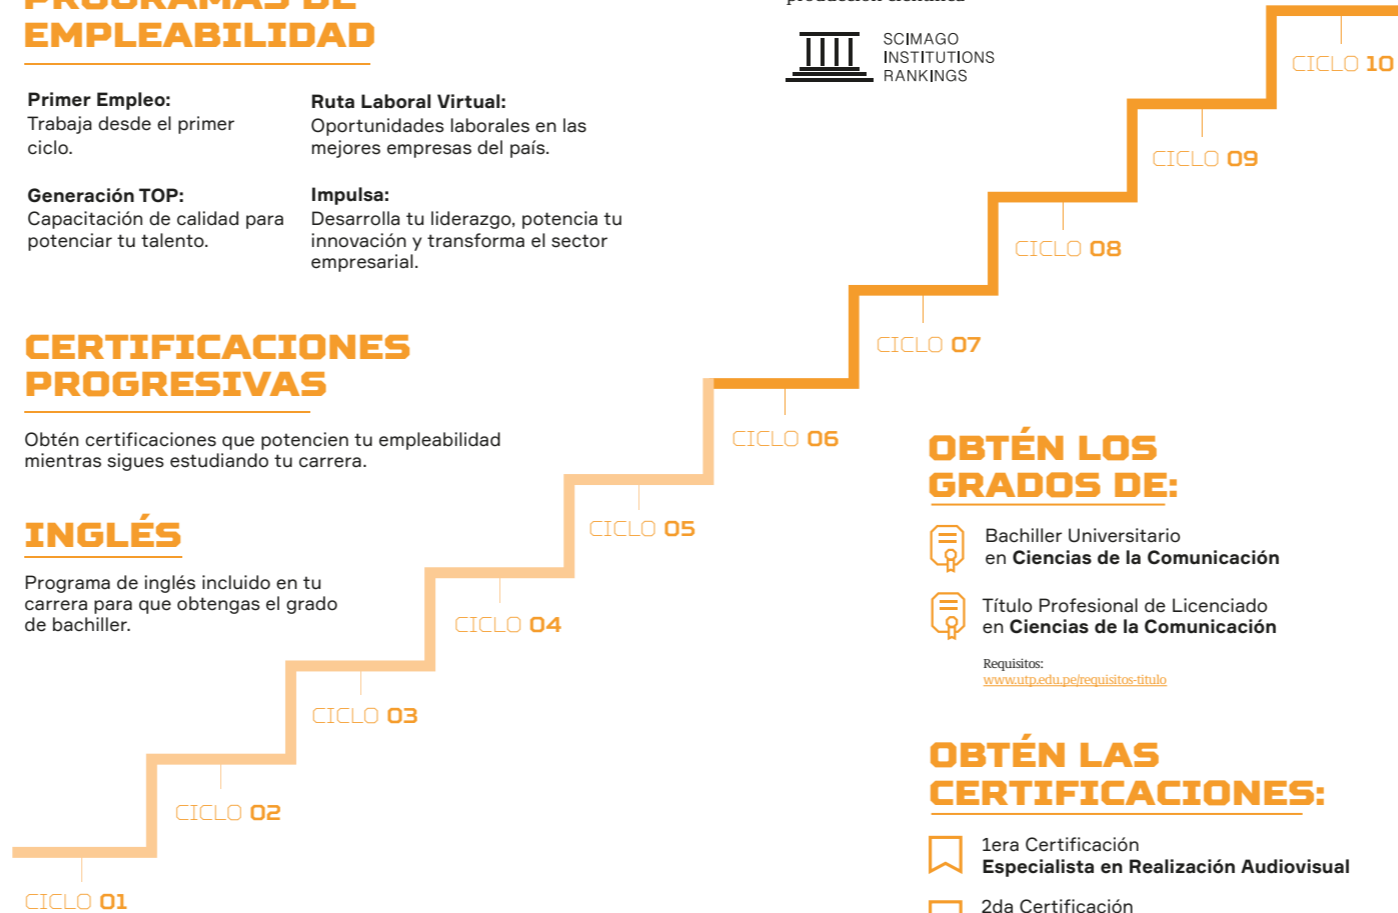 PROGRAMAS DE
EMPLEABILIDAD
Primer Empleo:
Trabaja desde el primer
ciclo.
Ruta Laboral Virtual:
Oportunidades laborales en las
mejores empresas del país.
Generación TOP:
Capacitación de calidad para
potenciar tu talento.
Impulsa:
Desarrolla tu liderazgo, potencia tu
innovación y transforma el sector
empresarial.
CERTIFICACIONES
PROGRESIVAS
Obtén certificaciones que potencien tu empleabilidad
mientras sigues estudiando tu carrera.
INGLÉS
Programa de inglés incluido en tu
carrera para que obtengas el grado
de bachiller.
producción científica
SCIMAGO
INSTITUTIONS
RANKINGS
CICLO 10
CICLO 09
CICLO 08
CICLO 07
CICLO 06
CICLO 05
CICLO 04
CICLO 03
CICLO 02
CICLO 01
OBTÉN LOS
GRADOS DE:
Bachiller Universitario
en Ciencias de la Comunicación
Título Profesional de Licenciado
en Ciencias de la Comunicación
Requisitos:
www.utp.edu.pe/requisitos-titulo
OBTÉN LAS
CERTIFICACIONES:
1era Certificación
Especialista en Realización Audiovisual
2da Certificación